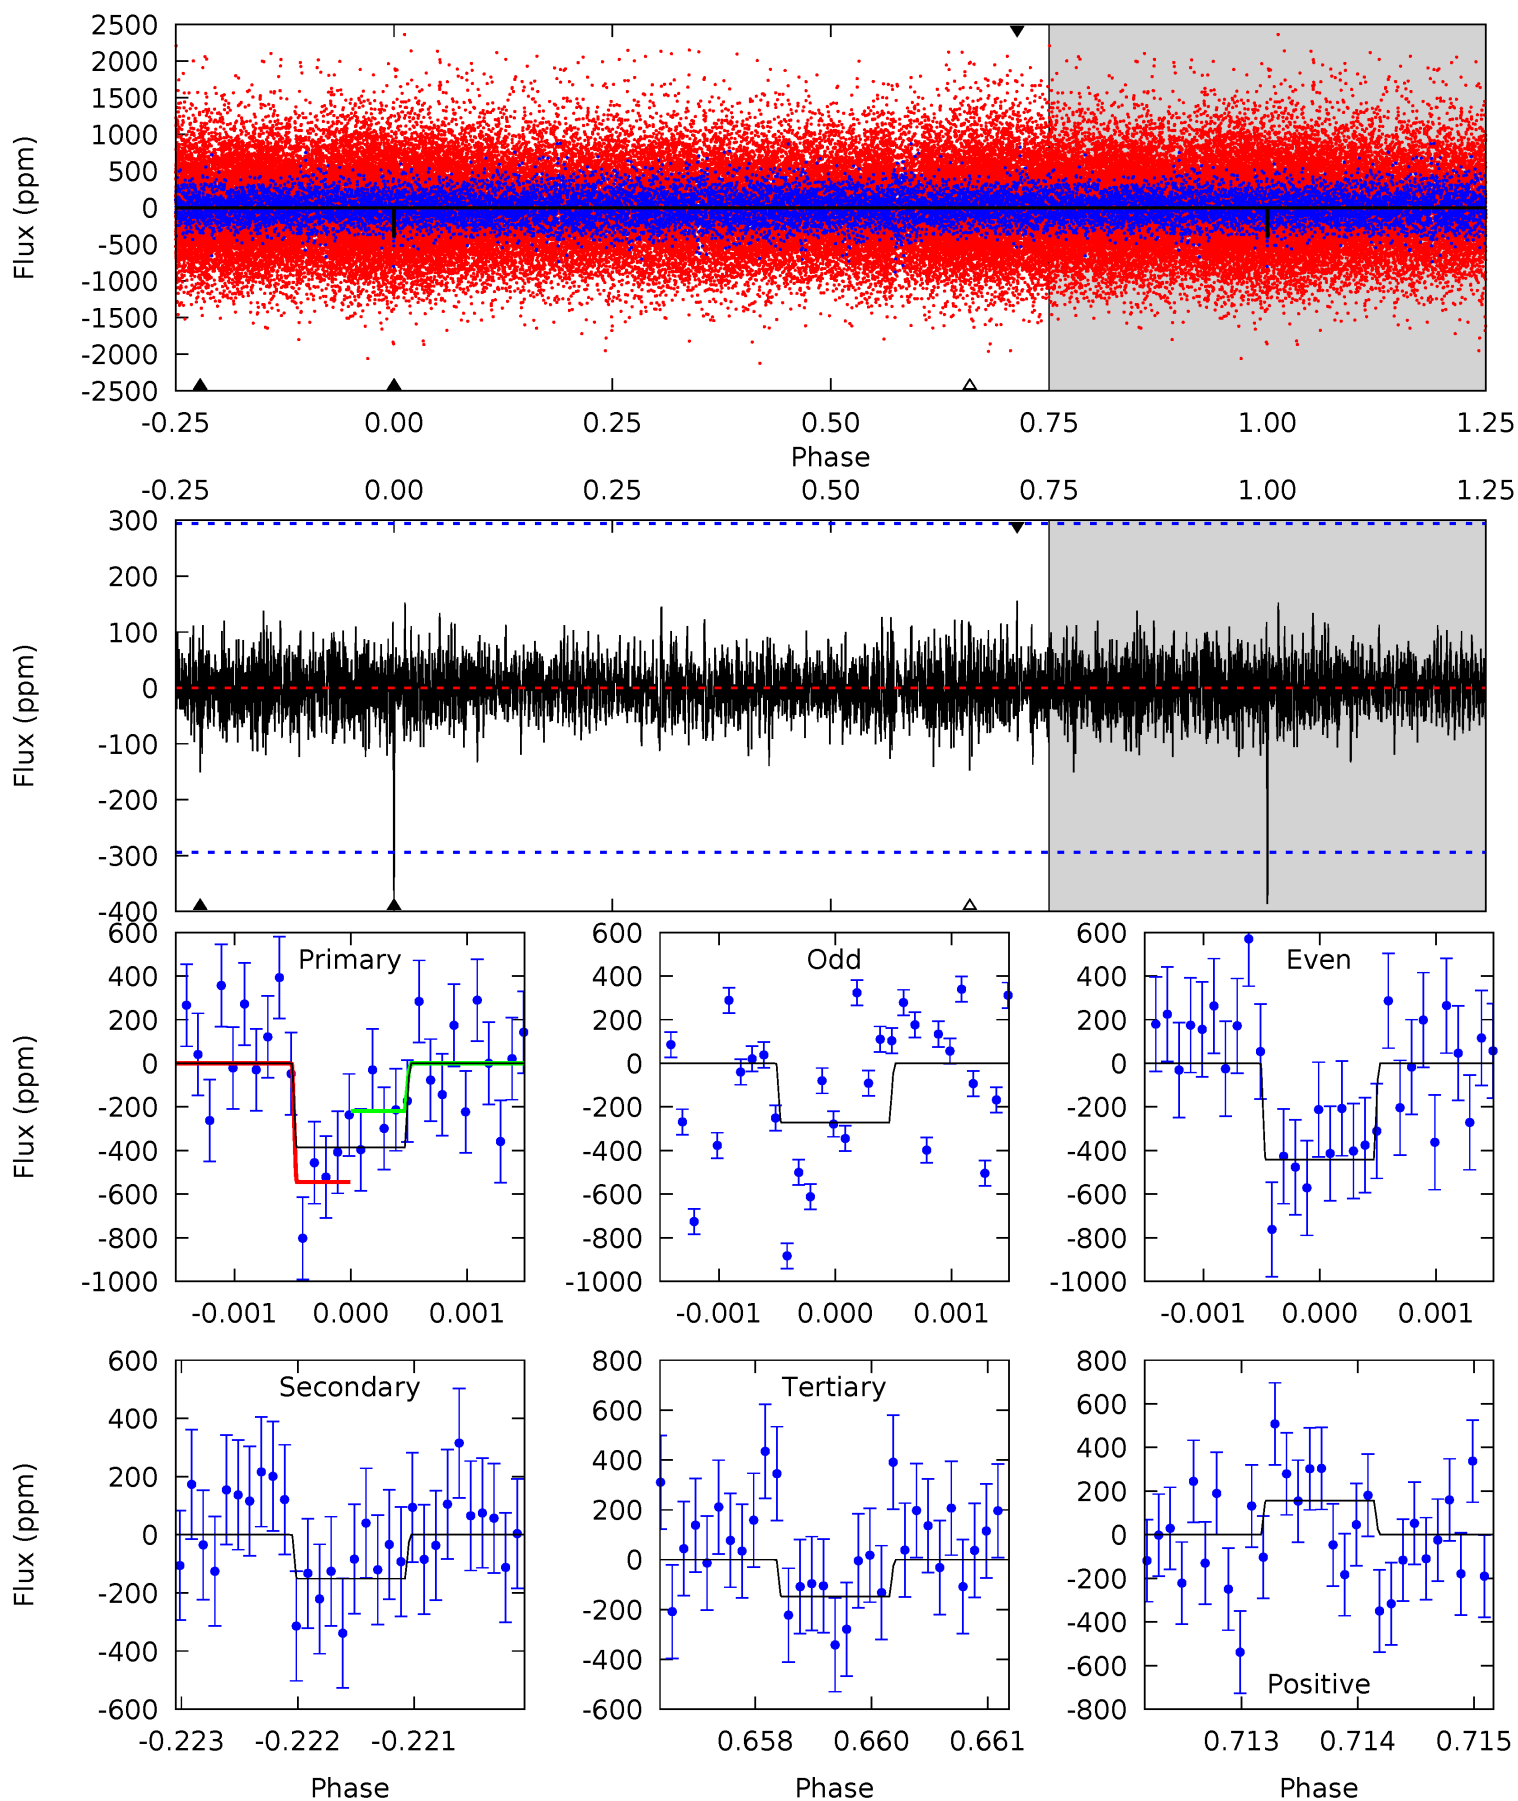 2500
2000
1500
1000
500
0
-500
-1000
-1500
-2000
-2500
Flux (ppm)
-0.25 0.00 0.25 0.50 0.75 1.00 1.25
Phase
-0.25 0.00 0.25 0.50 0.75 1.00 1.25
300
200
100
0
-100
-200
-300
-400
Flux (ppm)
Primary Odd Even
600 600 600
400 400 400
200 200 200
0 0 0
-200 -200 -200
-400 -400 -400
-600 -600 -600
-800 -800 -800
-1000 -1000 -1000
Flux (ppm)
-0.001 0.000 0.001 -0.001 0.000 0.001 -0.001 0.000 0.001
Secondary Tertiary
600 800 800
400 600 600
200 400 400
0 200 200
-200 0 0
-400 -200 -200
-600 -400 -400
-600 -600
-800
Positive
Flux (ppm)
-0.223 -0.222 -0.221 0.658 0.660 0.661 0.713 0.714 0.715
Phase Phase Phase